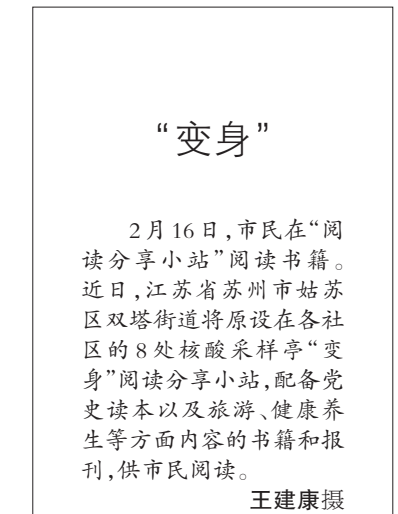 “变身”
2月16日,市民在“阅
读分享小站”阅读书籍。
近日,江苏省苏州市姑苏
区双塔街道将原设在各社
区的8处核酸采样亭“变
身”阅读分享小站,配备党
史读本以及旅游、健康养
生等方面内容的书籍和报
刊,供市民阅读。
王建康摄